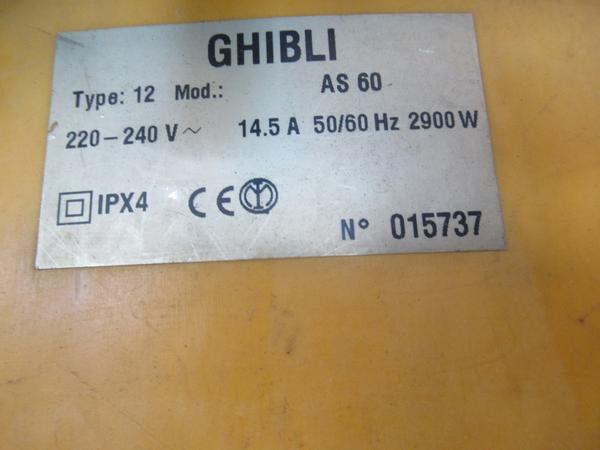 GHIBLI
Type: 12 Mod.: AS 60
220-240 V ~ 14.5 A 50/60 Hz 2900 W
IPX4 CE
N° 015737